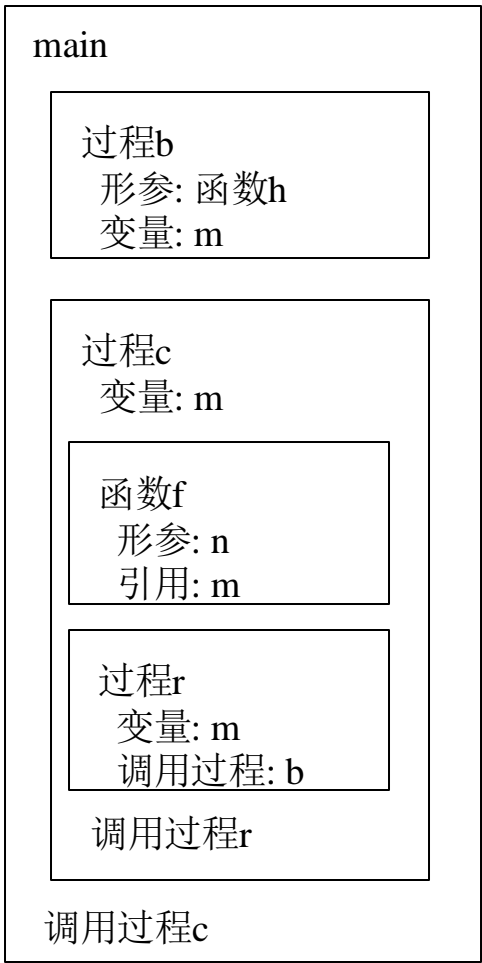 main
过程b
形参: 函数h
变量: m
过程c
变量: m
函数f
形参: n
引用: m
过程r
变量: m
调用过程: b
调用过程r
调用过程c